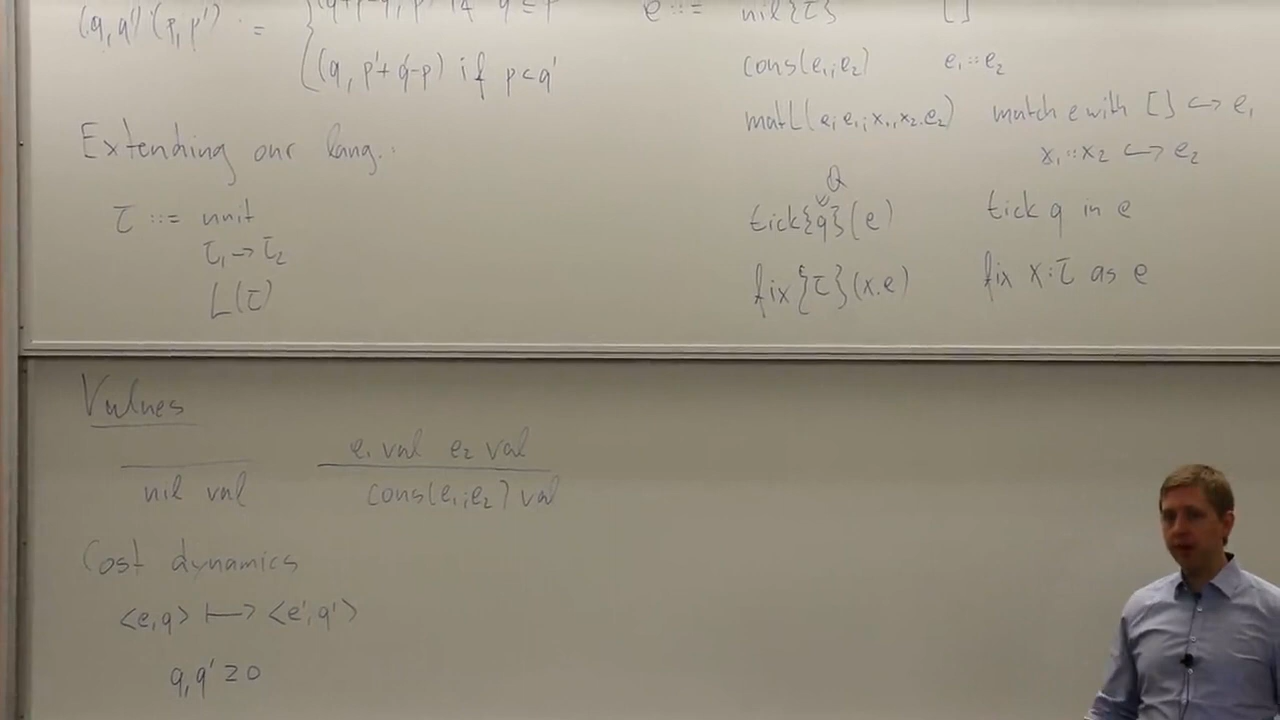 (q,q')·(p,p') = { (q+p-q', p') if q' ≤ p
(q, p'+q'-p) if p<q'
Extending our lang.:
τ ::= unit
τ₁ → τ₂
L(τ)
e ::= nil{τ} []
cons(e₁;e₂) e₁::e₂
matL(e;e₁;x₁,x₂.e₂) match e with [] ↪ e₁
x₁::x₂ ↪ e₂
Q
tick{q}(e) tick q in e
fix{τ}(x.e) fix x:τ as e
Values
e₁ val e₂ val
nil val cons(e₁;e₂) val
Cost dynamics
<e,q> ⟼ <e',q'>
q,q' ≥ 0